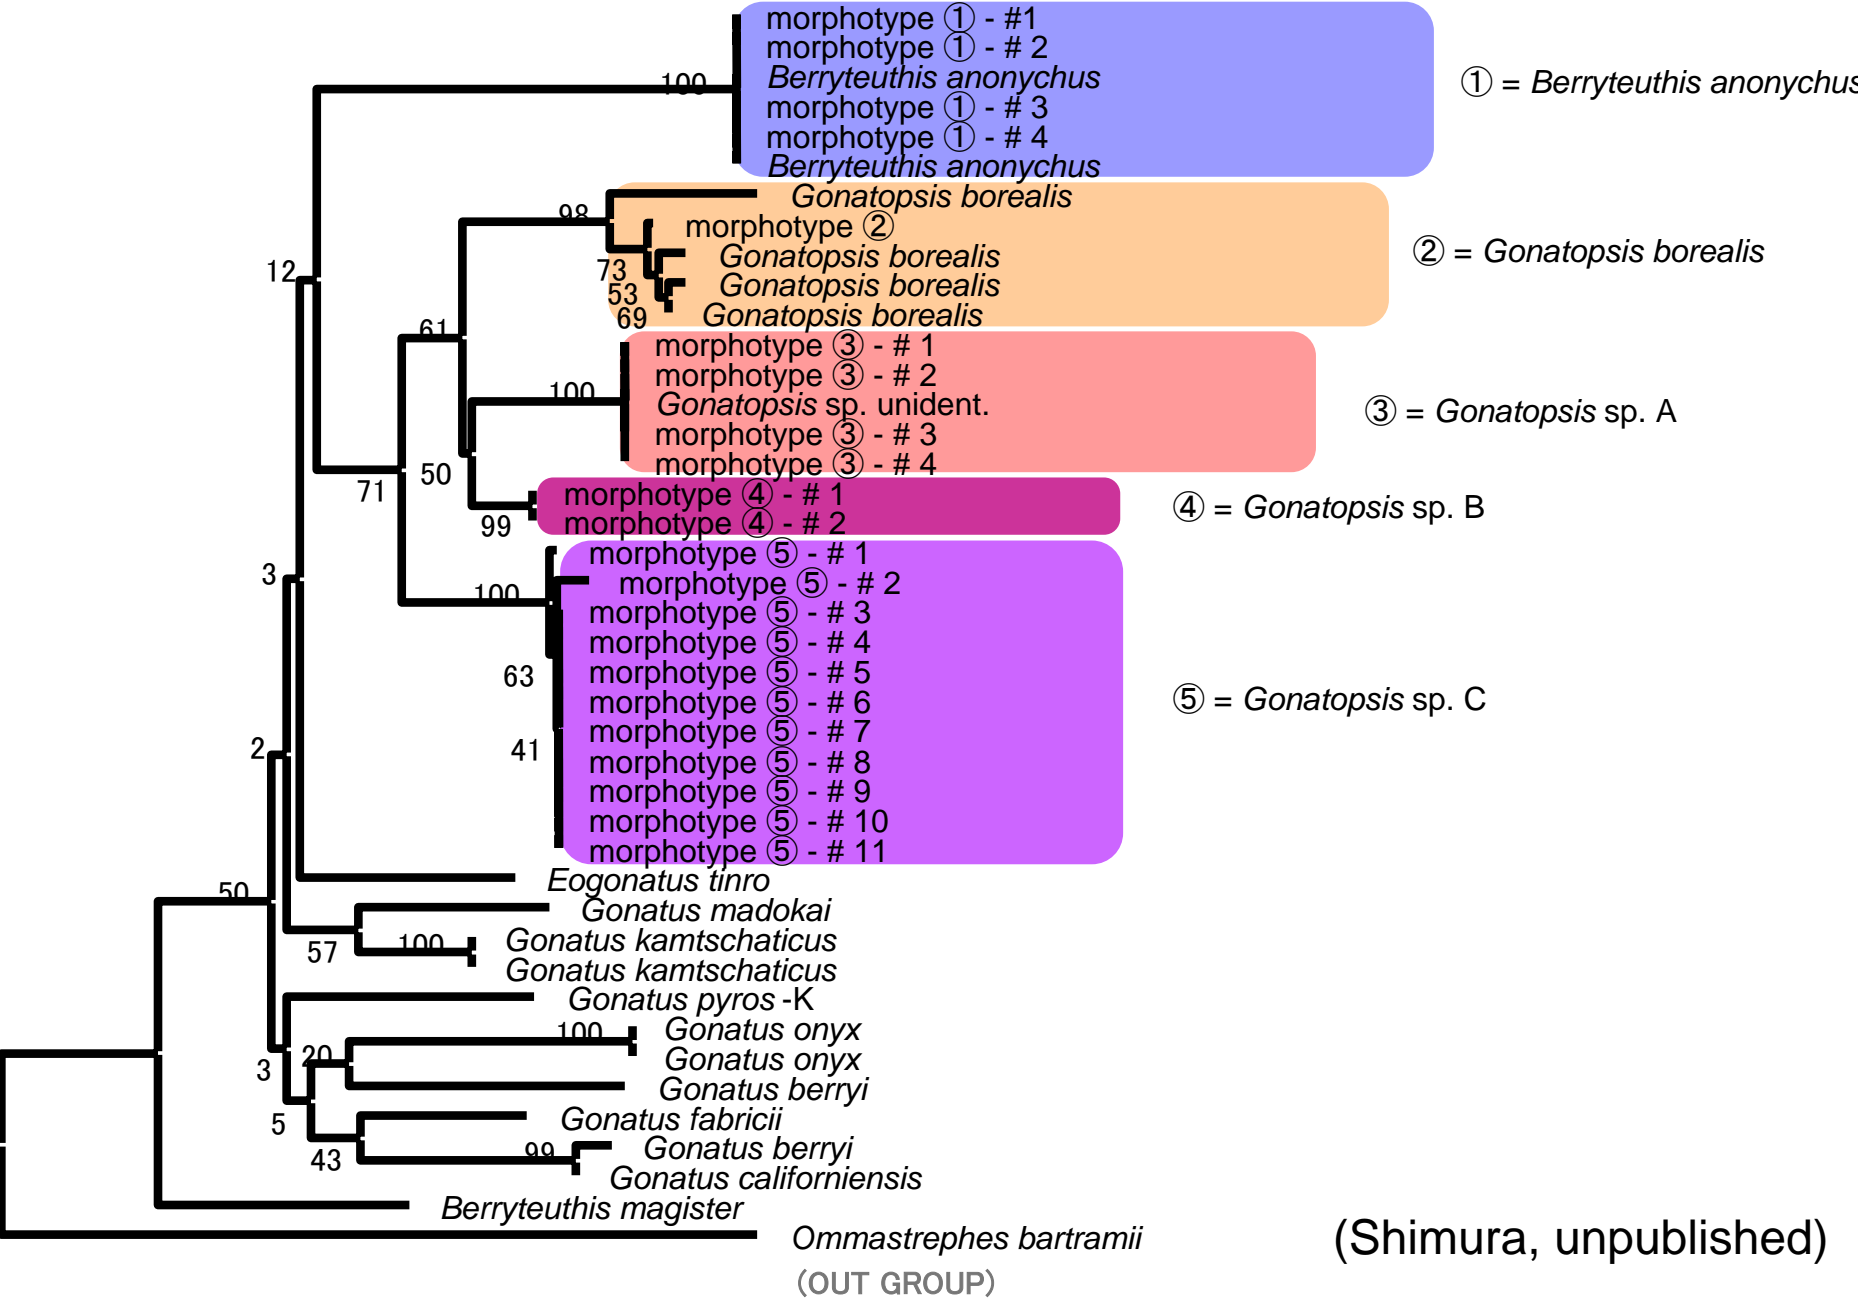 morphotype ① - #1
morphotype ① - # 2
100
Berryteuthis anonychus
① = Berryteuthis anonychus
morphotype ① - # 3
morphotype ① - # 4
Berryteuthis anonychus
Gonatopsis borealis
98
morphotype ②
Gonatopsis borealis
② = Gonatopsis borealis
73
12
Gonatopsis borealis
53
Gonatopsis borealis
69
61
morphotype ③ - # 1
morphotype ③ - # 2
100
Gonatopsis sp. unident.
③ = Gonatopsis sp. A
morphotype ③ - # 3
morphotype ③ - # 4
50
71
morphotype ④ - # 1
④ = Gonatopsis sp. B
morphotype ④ - # 2
99
morphotype ⑤ - # 1
3
morphotype ⑤ - # 2
100
morphotype ⑤ - # 3
morphotype ⑤ - # 4
morphotype ⑤ - # 5
63
morphotype ⑤ - # 6
⑤ = Gonatopsis sp. C
morphotype ⑤ - # 7
2
41
morphotype ⑤ - # 8
morphotype ⑤ - # 9
morphotype ⑤ - # 10
morphotype ⑤ - # 11
Eogonatus tinro
50
Gonatus madokai
57
100
Gonatus kamtschaticus
Gonatus kamtschaticus
Gonatus pyros -K
100
Gonatus onyx
20
Gonatus onyx
3
Gonatus berryi
5
Gonatus fabricii
43
99
Gonatus berryi
Gonatus californiensis
Berryteuthis magister
Ommastrephes bartramii
(Shimura, unpublished)
(OUT GROUP)